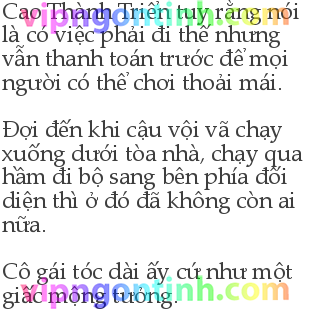 Cao Thành Triển tuy rằng nói
là có việc phải đi thế nhưng
vẫn thanh toán trước để mọi
người có thể chơi thoải mái.

Đợi đến khi cậu vội vã chạy
xuống dưới tòa nhà, chạy qua
hầm đi bộ sang bên phía đối
diện thì ở đó đã không còn ai
nữa.

Cô gái tóc dài ấy cứ như một
giấc mộng tưởng.
vipngontinh.com
vipngontinh.com